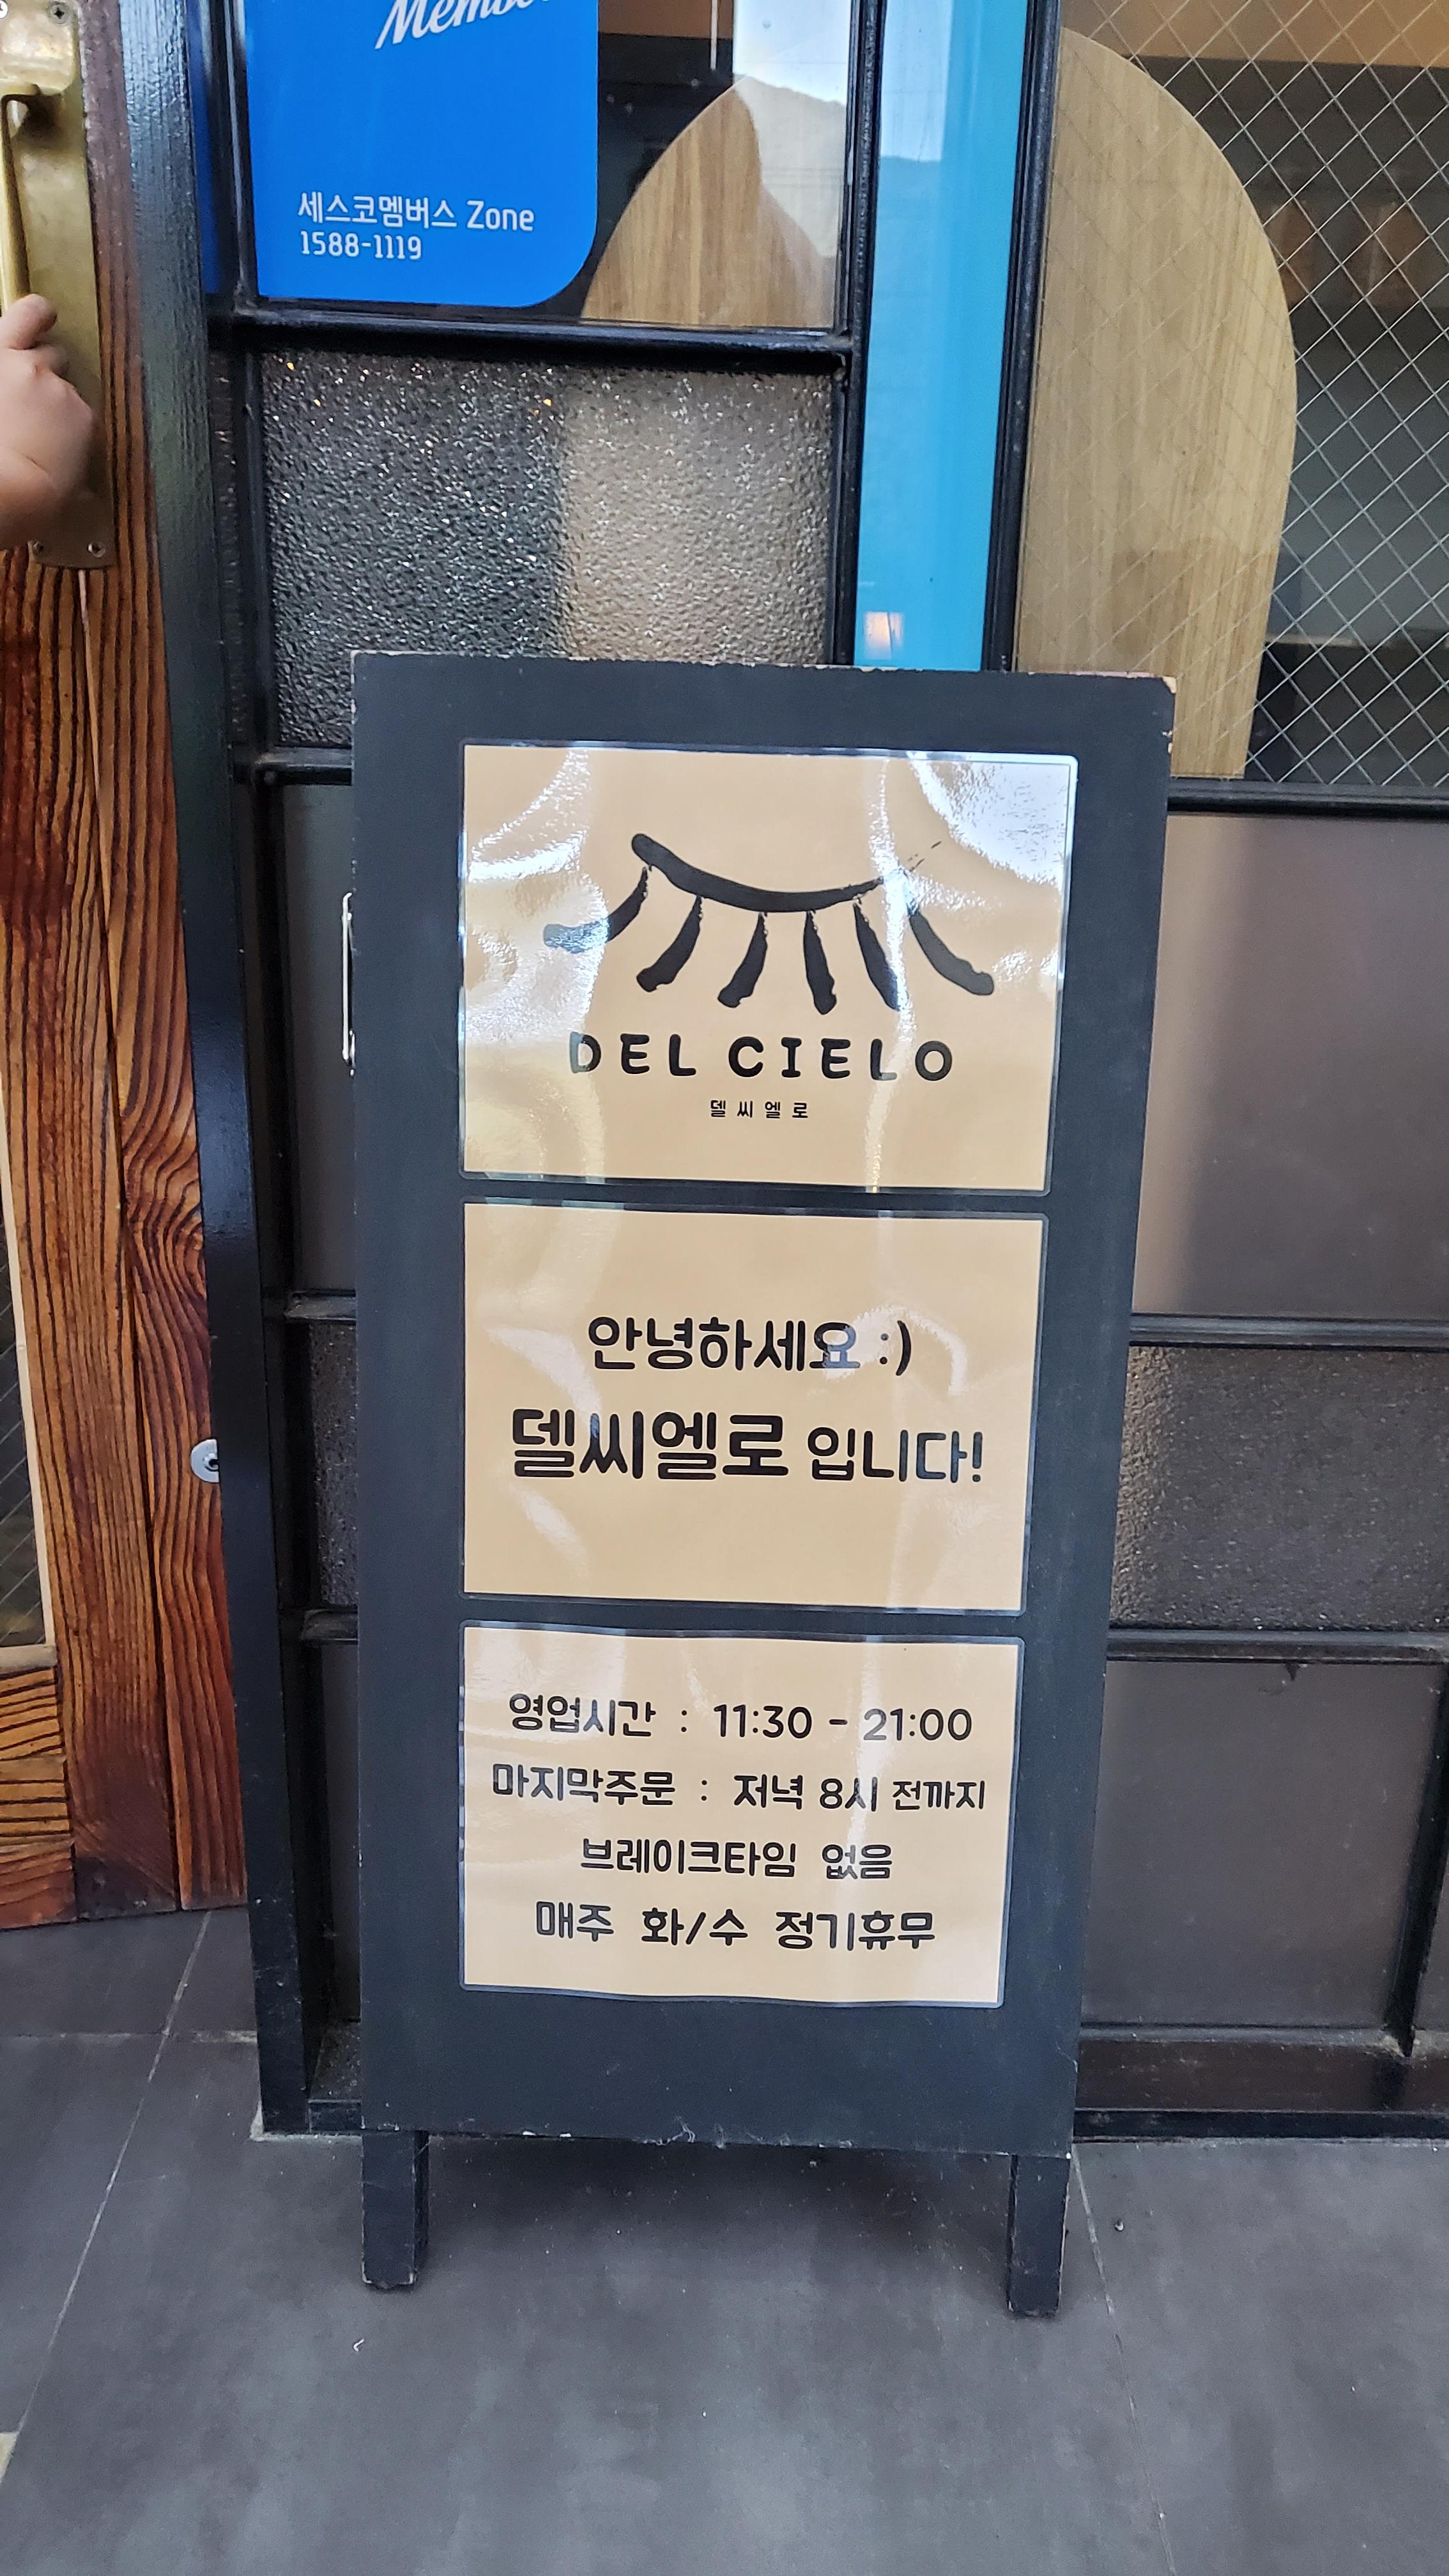 세스코멤버스 Zone
1588-1119
DEL CIELO
델씨엘로
안녕하세요 :)
델씨엘로 입니다!
영업시간 : 11:30 - 21:00
마지막주문 : 저녁 8시 전까지
브레이크타임 없음
매주 화/수 정기휴무